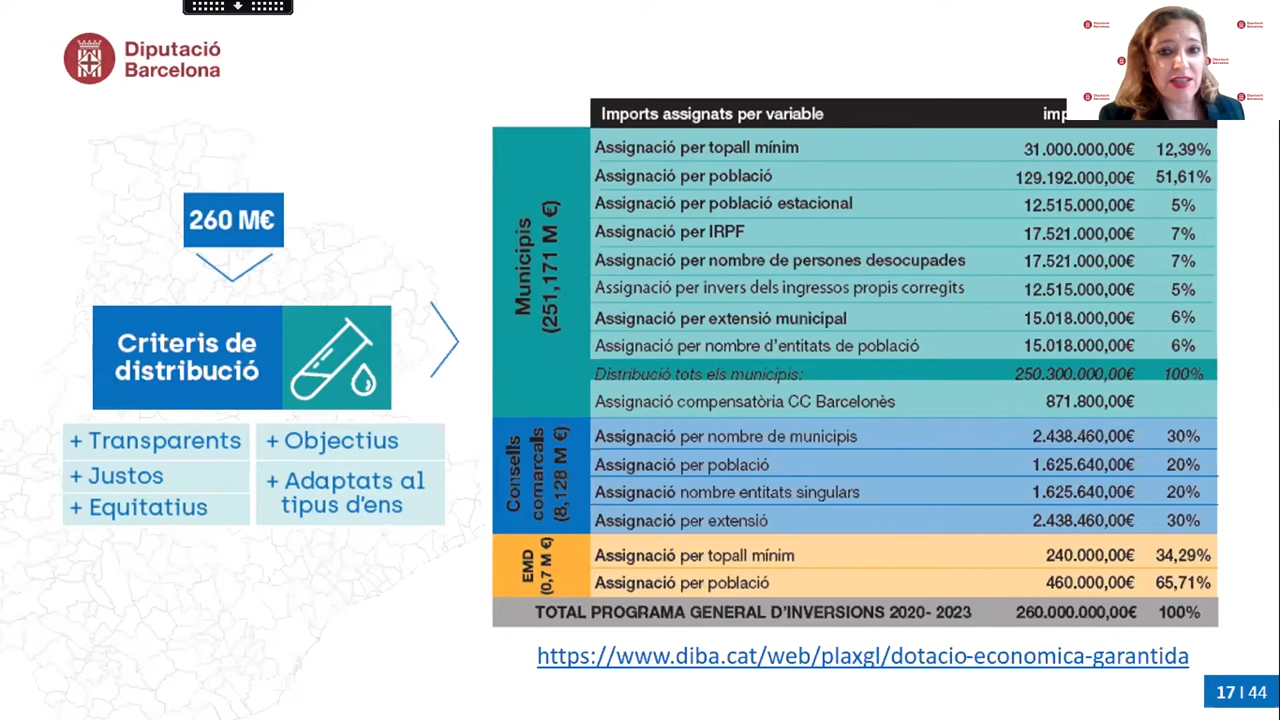 Diputació
Barcelona
260 M€
Criteris de
distribució
+ Transparents
+ Justos
+ Equitatius
+ Objectius
+ Adaptats al
tipus d'ens
Imports assignats per variable
Municipis
(251,171 M €)
Assignació per topall mínim 31.000.000,00€ 12,39%
Assignació per població 129.192.000,00€ 51,61%
Assignació per població estacional 12.515.000,00€ 5%
Assignació per IRPF 17.521.000,00€ 7%
Assignació per nombre de persones desocupades 17.521.000,00€ 7%
Assignació per invers dels ingressos propis corregits 12.515.000,00€ 5%
Assignació per extensió municipal 15.018.000,00€ 6%
Assignació per nombre d'entitats de població 15.018.000,00€ 6%
Distribució tots els municipis: 250.300.000,00€ 100%
Assignació compensatòria CC Barcelonès 871.800,00€
Consells
comarcals
(8,128 M €)
Assignació per nombre de municipis 2.438.460,00€ 30%
Assignació per població 1.625.640,00€ 20%
Assignació nombre entitats singulars 1.625.640,00€ 20%
Assignació per extensió 2.438.460,00€ 30%
EMD
(0,7 M €)
Assignació per topall mínim 240.000,00€ 34,29%
Assignació per població 460.000,00€ 65,71%
TOTAL PROGRAMA GENERAL D'INVERSIONS 2020- 2023 260.000.000,00€ 100%
https://www.diba.cat/web/plaxgl/dotacio-economica-garantida
17 | 44